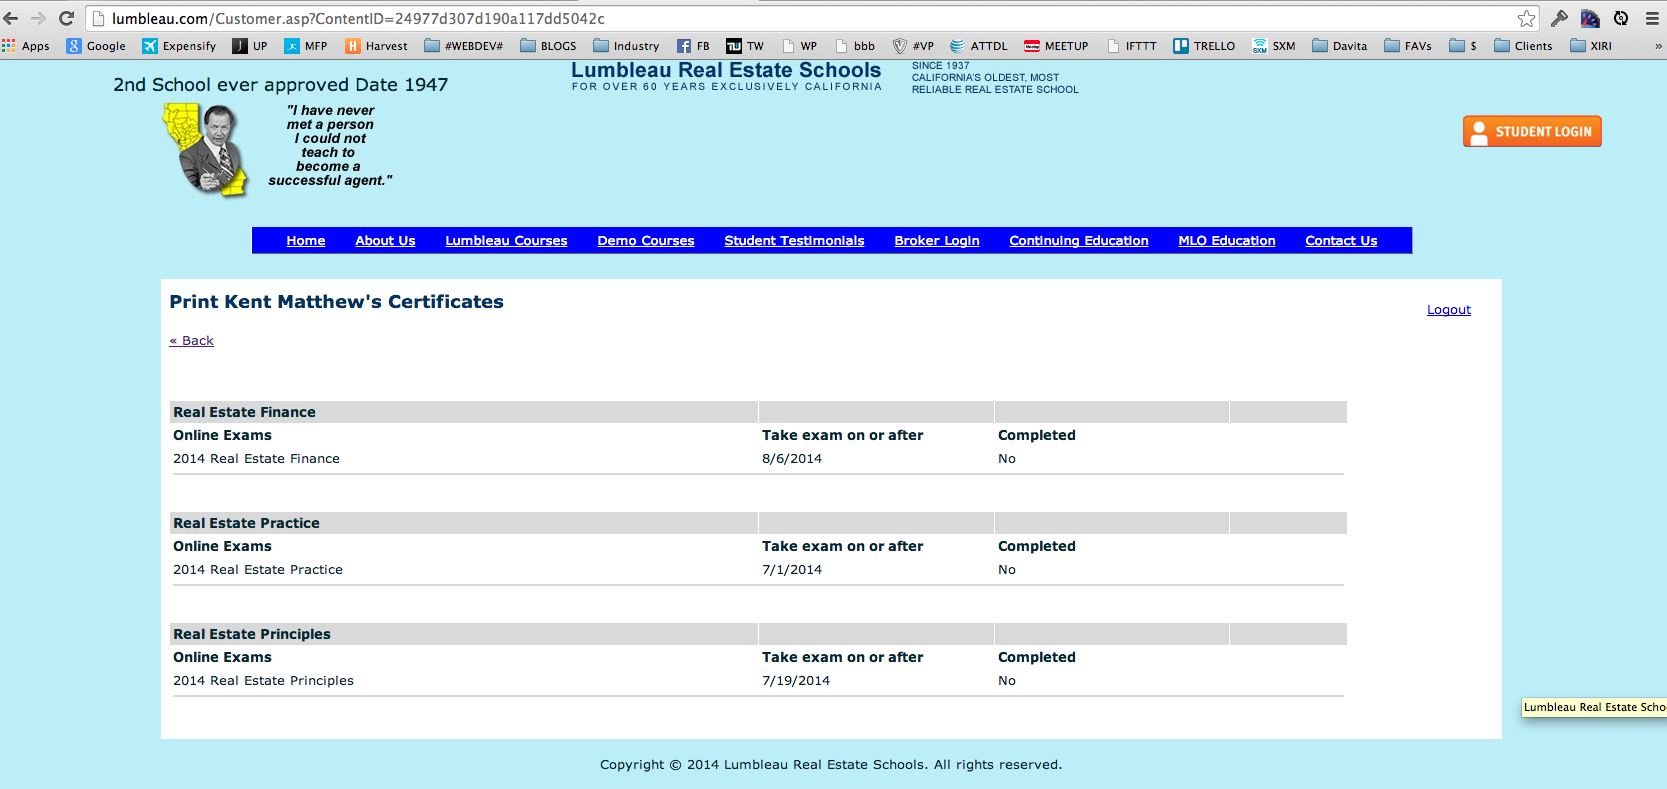 lumbleau.com/Customer.asp?ContentID=24977d307d190a117dd5042c
Apps Google Expensify UP MFP Harvest #WEBDEV# BLOGS Industry FB TW WP bbb #VP ATTDL MEETUP IFTTT TRELLO SXM Davita FAVs $ Clients XIRI »
2nd School ever approved Date 1947
Lumbleau Real Estate Schools
FOR OVER 60 YEARS EXCLUSIVELY CALIFORNIA
SINCE 1937
CALIFORNIA'S OLDEST, MOST
RELIABLE REAL ESTATE SCHOOL
"I have never
met a person
I could not
teach to
become a
successful agent."
STUDENT LOGIN
Home About Us Lumbleau Courses Demo Courses Student Testimonials Broker Login Continuing Education MLO Education Contact Us
Print Kent Matthew's Certificates
Logout
« Back
Real Estate Finance
Online Exams Take exam on or after Completed
2014 Real Estate Finance 8/6/2014 No
Real Estate Practice
Online Exams Take exam on or after Completed
2014 Real Estate Practice 7/1/2014 No
Real Estate Principles
Online Exams Take exam on or after Completed
2014 Real Estate Principles 7/19/2014 No
Lumbleau Real Estate Scho
Copyright © 2014 Lumbleau Real Estate Schools. All rights reserved.